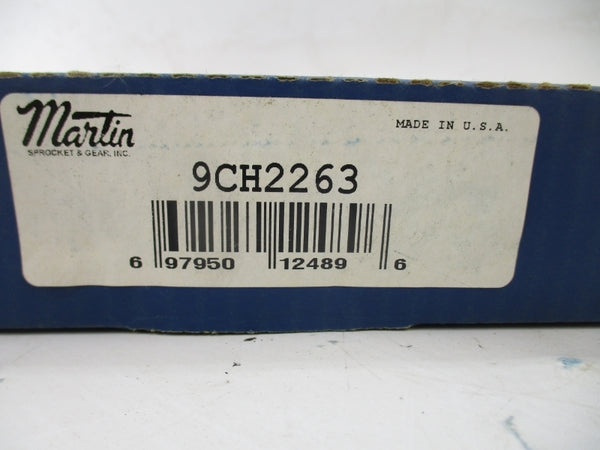 Martin
SPROCKET & GEAR, INC.
MADE IN U.S.A.
9CH2263
6 97950 12489 6